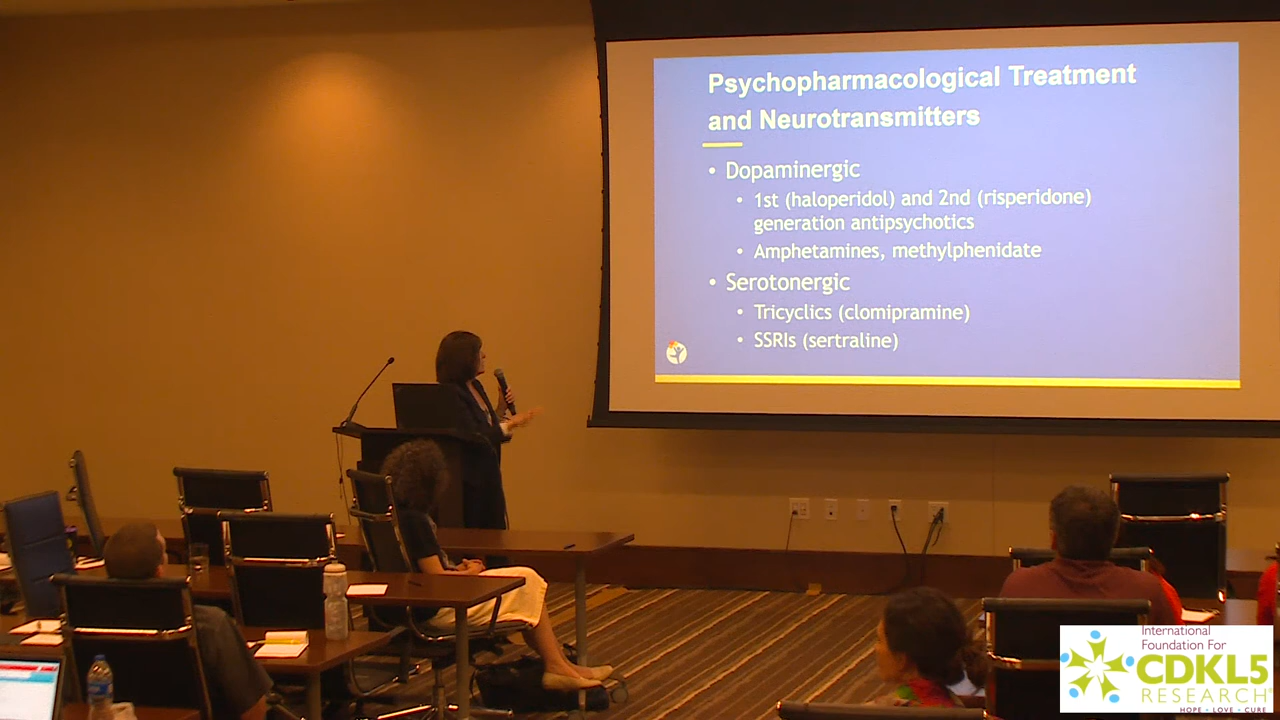 Psychopharmacological Treatment
and Neurotransmitters
• Dopaminergic
• 1st (haloperidol) and 2nd (risperidone)
generation antipsychotics
• Amphetamines, methylphenidate
• Serotonergic
• Tricyclics (clomipramine)
• SSRIs (sertraline)
International
Foundation For
CDKL5
RESEARCH
HOPE • LOVE • CURE